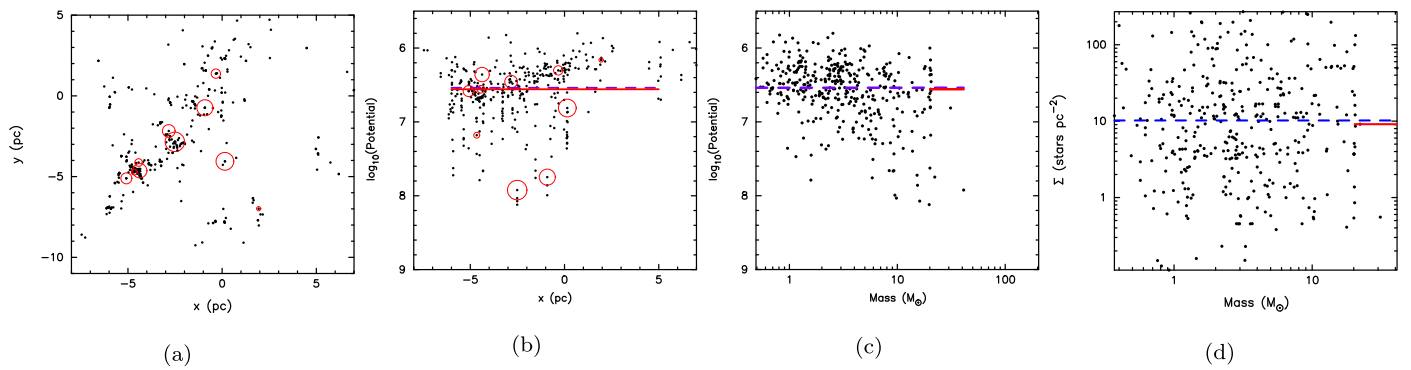 5
0
−5
−10
y (pc)
−5
0
5
x (pc)
(a)
6
7
8
9
log₁₀(Potential)
−5
0
5
x (pc)
(b)
6
7
8
9
log₁₀(Potential)
1
10
100
Mass (M⊙)
(c)
100
10
1
Σ (stars pc⁻²)
1
10
Mass (M⊙)
(d)